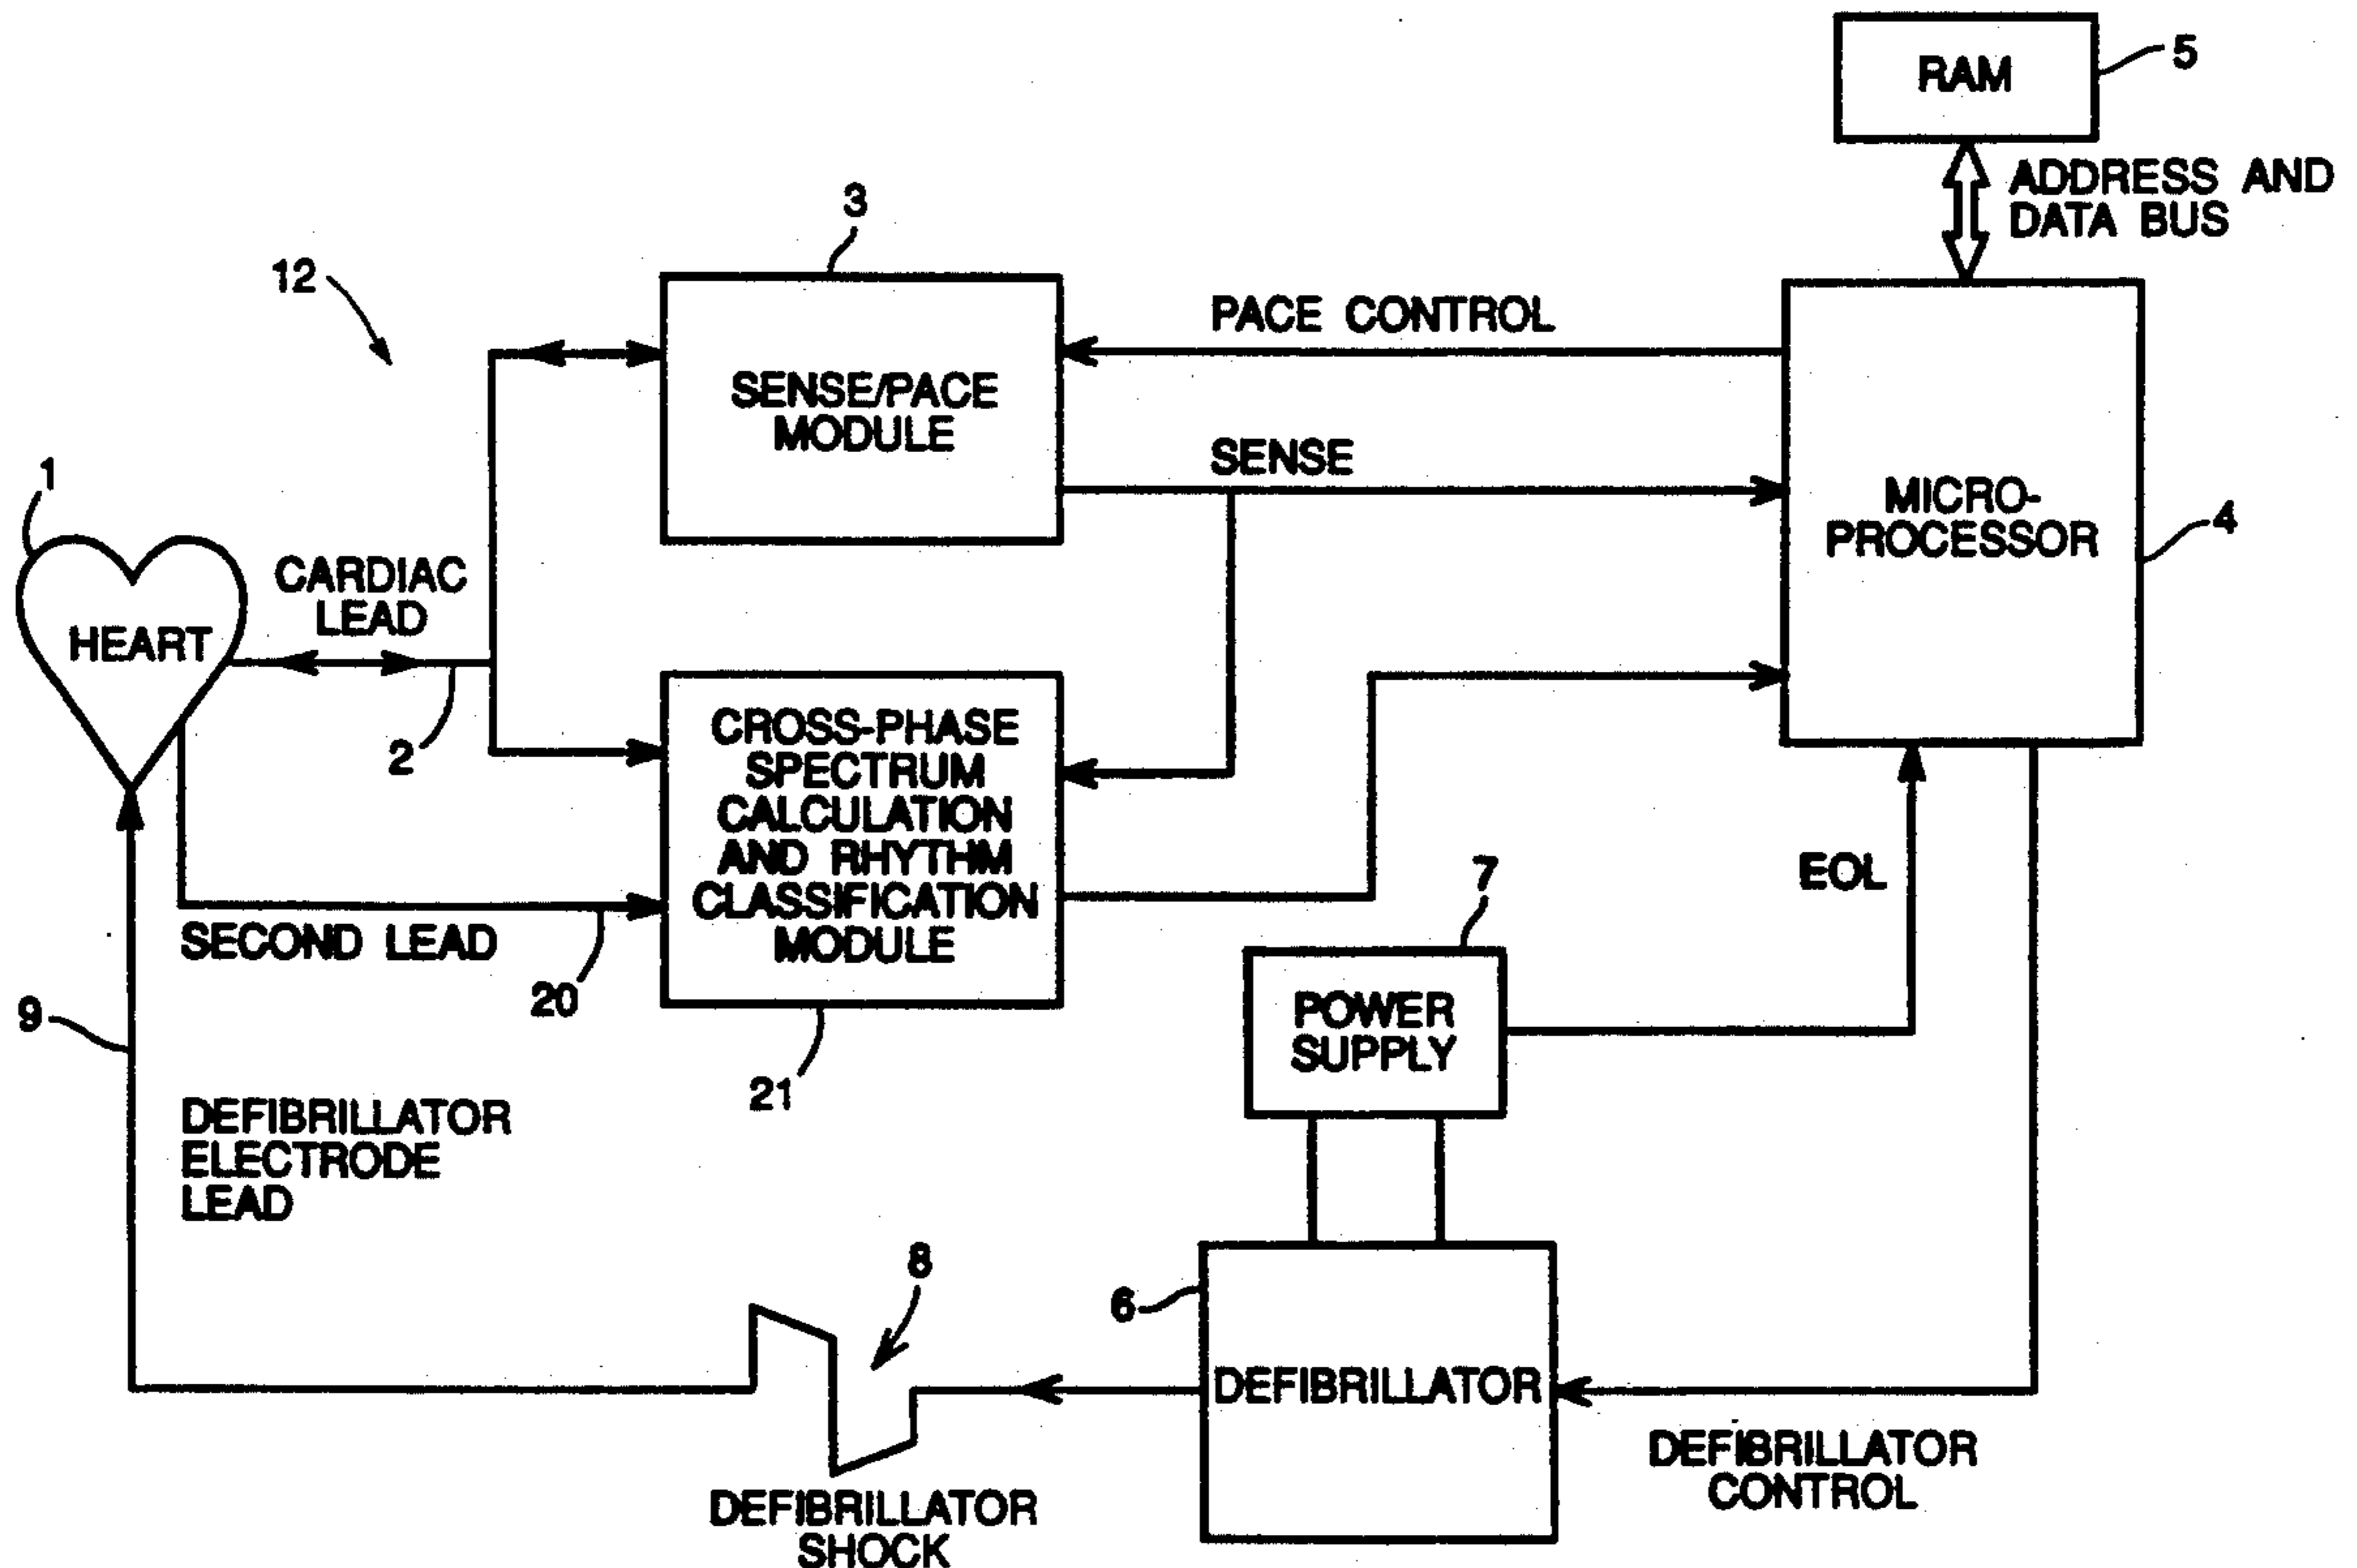 RAM
5
ADDRESS AND
DATA BUS
3
12
PACE CONTROL
SENSE/PACE
MODULE
SENSE
MICRO-
PROCESSOR
4
1
HEART
CARDIAC
LEAD
2
CROSS-PHASE
SPECTRUM
CALCULATION
AND RHYTHM
CLASSIFICATION
MODULE
SECOND LEAD
20
21
9
7
EOL
POWER
SUPPLY
DEFIBRILLATOR
ELECTRODE
LEAD
8
6
DEFIBRILLATOR
DEFIBRILLATOR
CONTROL
DEFIBRILLATOR
SHOCK